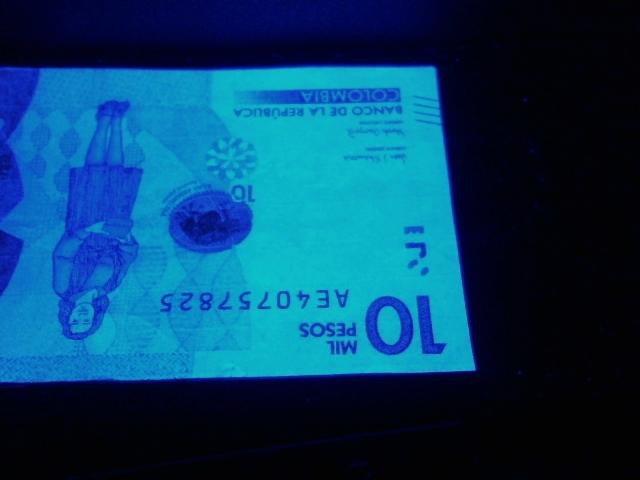 10
MIL
PESOS
AE40757825
10
BANCO DE LA REPÚBLICA
COLOMBIA